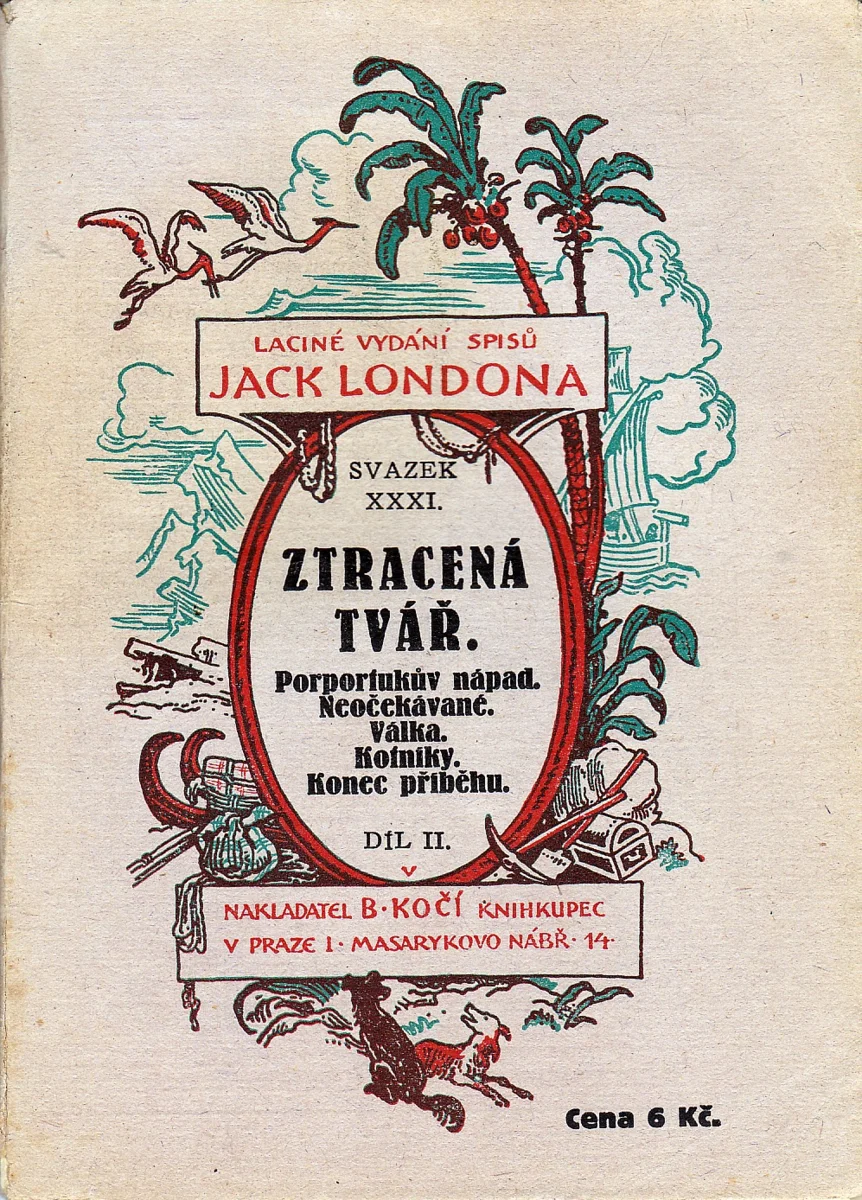 LACINÉ VYDÁNÍ SPISŮ
JACK LONDONA
SVAZEK
XXXI.
ZTRACENÁ
TVÁŘ.
Porportukův nápad.
Neočekávané.
Válka.
Kotníky.
Konec příběhu.
DÍL II.
NAKLADATEL B·KOČÍ KNIHKUPEC
V PRAZE I· MASARYKOVO NÁBŘ· 14·
Cena 6 Kč.